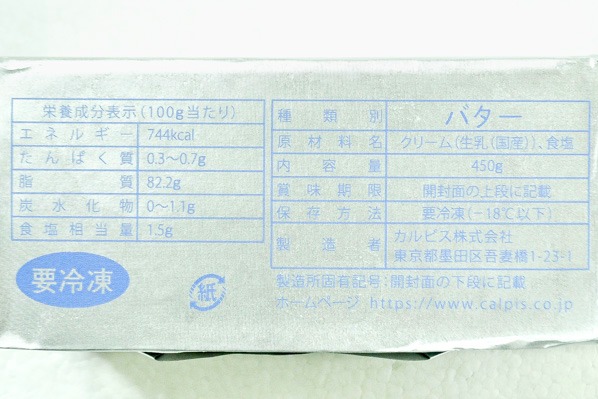 栄養成分表示(100g当たり)
エネルギー 744kcal
たんぱく質 0.3〜0.7g
脂質 82.2g
炭水化物 0〜1.1g
食塩相当量 1.5g
要冷凍
紙
種類別 バター
原材料名 クリーム(生乳(国産))、食塩
内容量 450g
賞味期限 開封面の上段に記載
保存方法 要冷凍(-18℃以下)
製造者 カルピス株式会社
東京都墨田区吾妻橋1-23-1
製造所固有記号:開封面の下段に記載
ホームページ https://www.calpis.co.jp